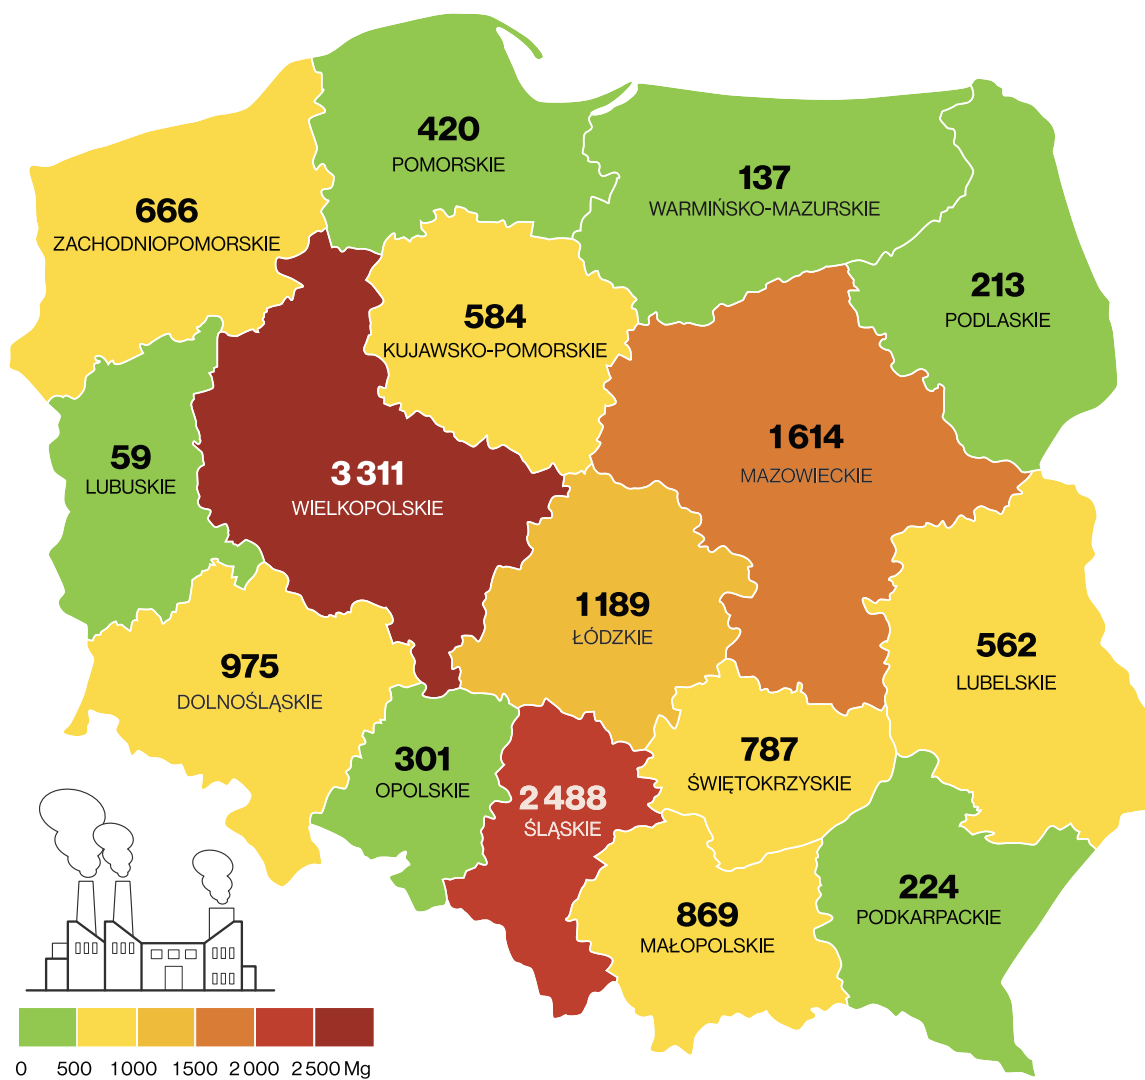 420
POMORSKIE
137
WARMIŃSKO-MAZURSKIE
666
ZACHODNIOPOMORSKIE
213
PODLASKIE
584
KUJAWSKO-POMORSKIE
1 614
MAZOWIECKIE
59
LUBUSKIE
3 311
WIELKOPOLSKIE
1189
ŁÓDZKIE
562
LUBELSKIE
975
DOLNOŚLĄSKIE
787
ŚWIĘTOKRZYSKIE
301
OPOLSKIE
2 488
ŚLĄSKIE
224
PODKARPACKIE
869
MAŁOPOLSKIE
0 500 1000 1500 2 000 2 500 Mg